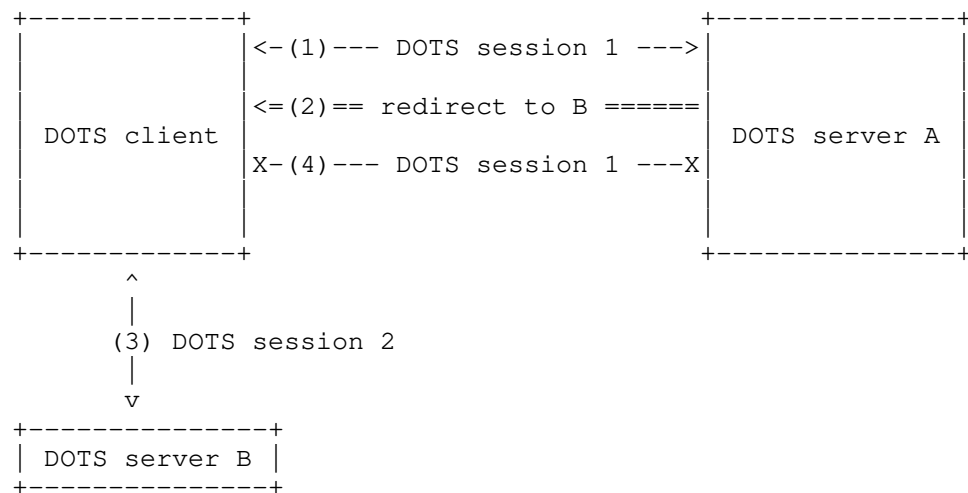 <-(1)--- DOTS session 1 --->
<=(2)== redirect to B ======
DOTS client
DOTS server A
X-(4)--- DOTS session 1 ---X
(3) DOTS session 2
DOTS server B